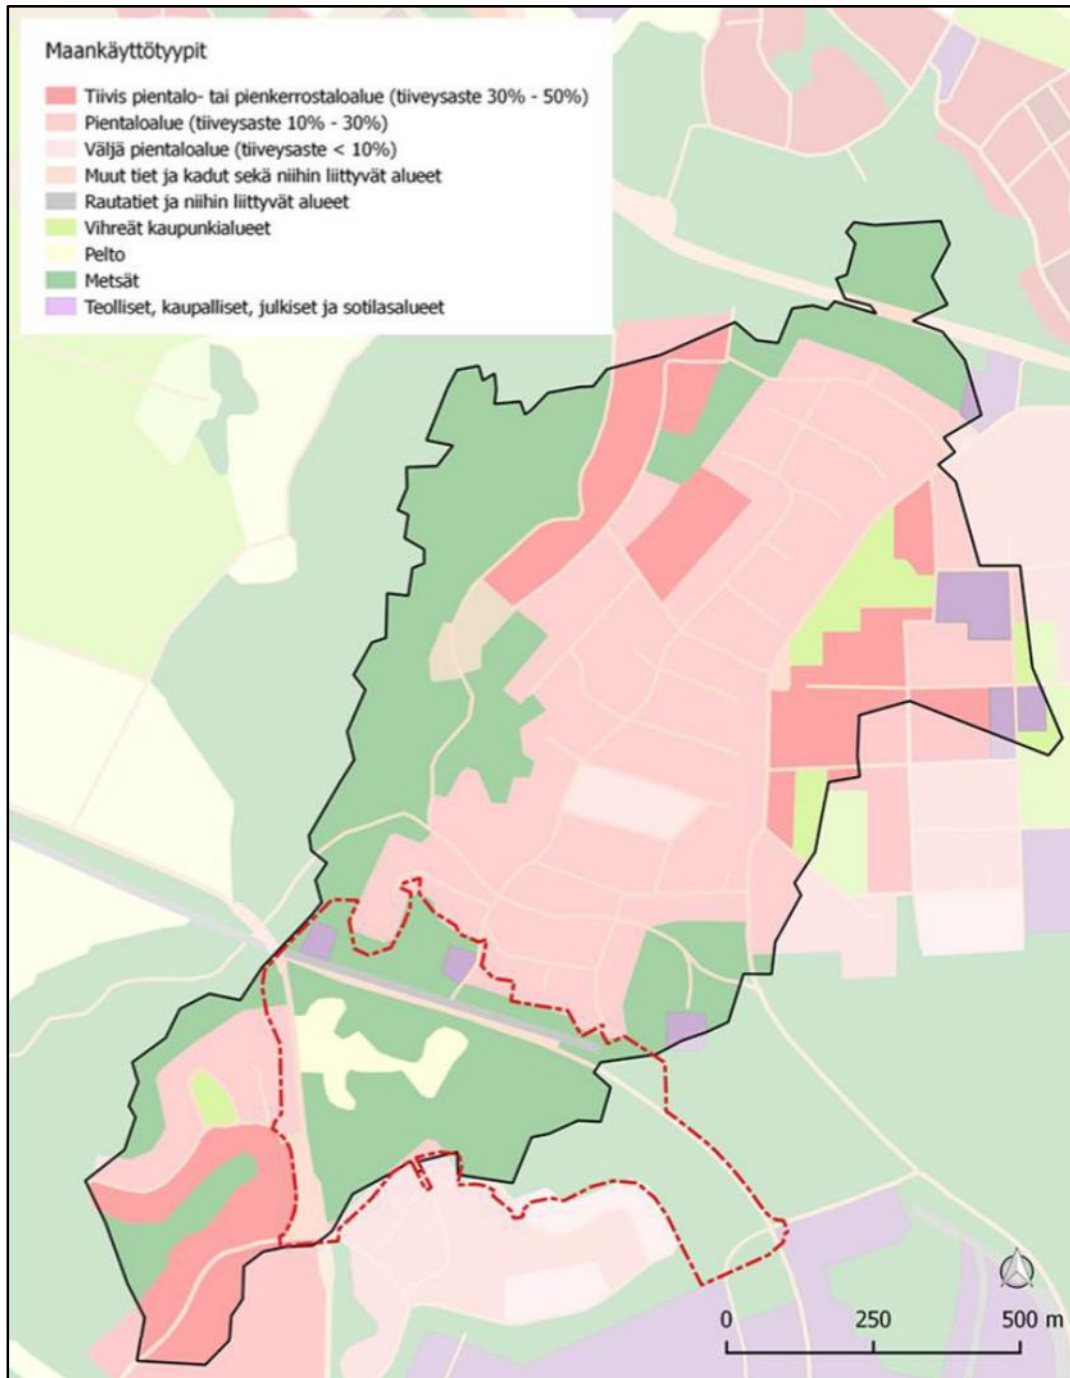 Maankäyttötyypit
Tiivis pientalo- tai pienkerrostaloalue (tiiveysaste 30% - 50%)
Pientaloalue (tiiveysaste 10% - 30%)
Väljä pientaloalue (tiiveysaste < 10%)
Muut tiet ja kadut sekä niihin liittyvät alueet
Rautatiet ja niihin liittyvät alueet
Vihreät kaupunkialueet
Pelto
Metsät
Teolliset, kaupalliset, julkiset ja sotilasalueet
0 250 500 m